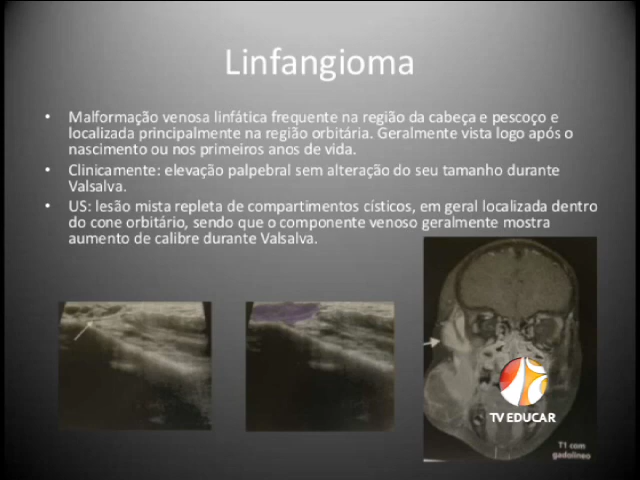 Linfangioma
• Malformação venosa linfática frequente na região da cabeça e pescoço e
localizada principalmente na região orbitária. Geralmente vista logo após o
nascimento ou nos primeiros anos de vida.
• Clinicamente: elevação palpebral sem alteração do seu tamanho durante
Valsalva.
• US: lesão mista repleta de compartimentos císticos, em geral localizada dentro
do cone orbitário, sendo que o componente venoso geralmente mostra
aumento de calibre durante Valsalva.
TV EDUCAR
T1 com
gadolineo